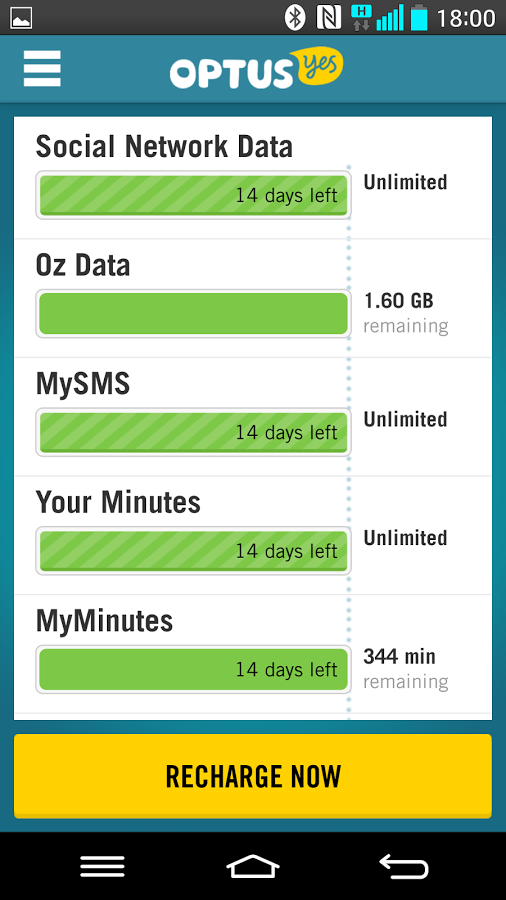 H
18:00
OPTUS yes
Social Network Data
14 days left
Unlimited
Oz Data
1.60 GB
remaining
MySMS
14 days left
Unlimited
Your Minutes
14 days left
Unlimited
MyMinutes
14 days left
344 min
remaining
RECHARGE NOW